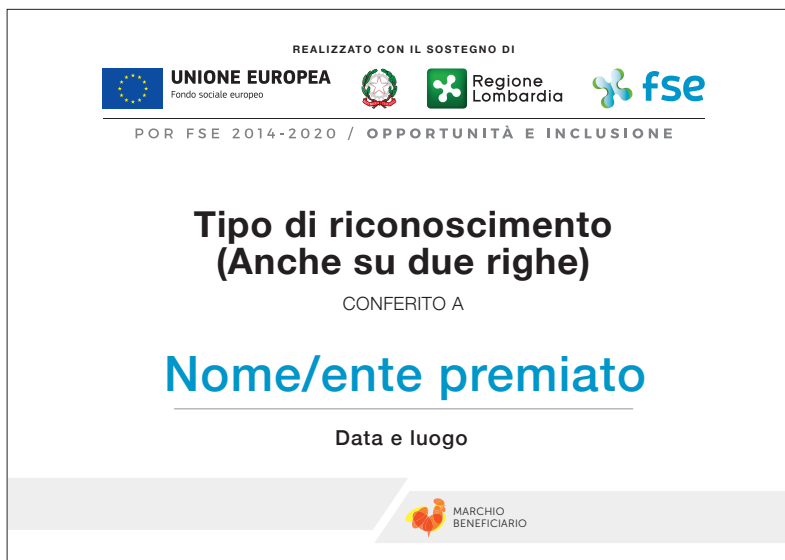 REALIZZATO CON IL SOSTEGNO DI
UNIONE EUROPEA
Fondo sociale europeo
Regione
Lombardia
fse
POR FSE 2014-2020 / OPPORTUNITÀ E INCLUSIONE
Tipo di riconoscimento
(Anche su due righe)
CONFERITO A
Nome/ente premiato
Data e luogo
MARCHIO
BENEFICIARIO